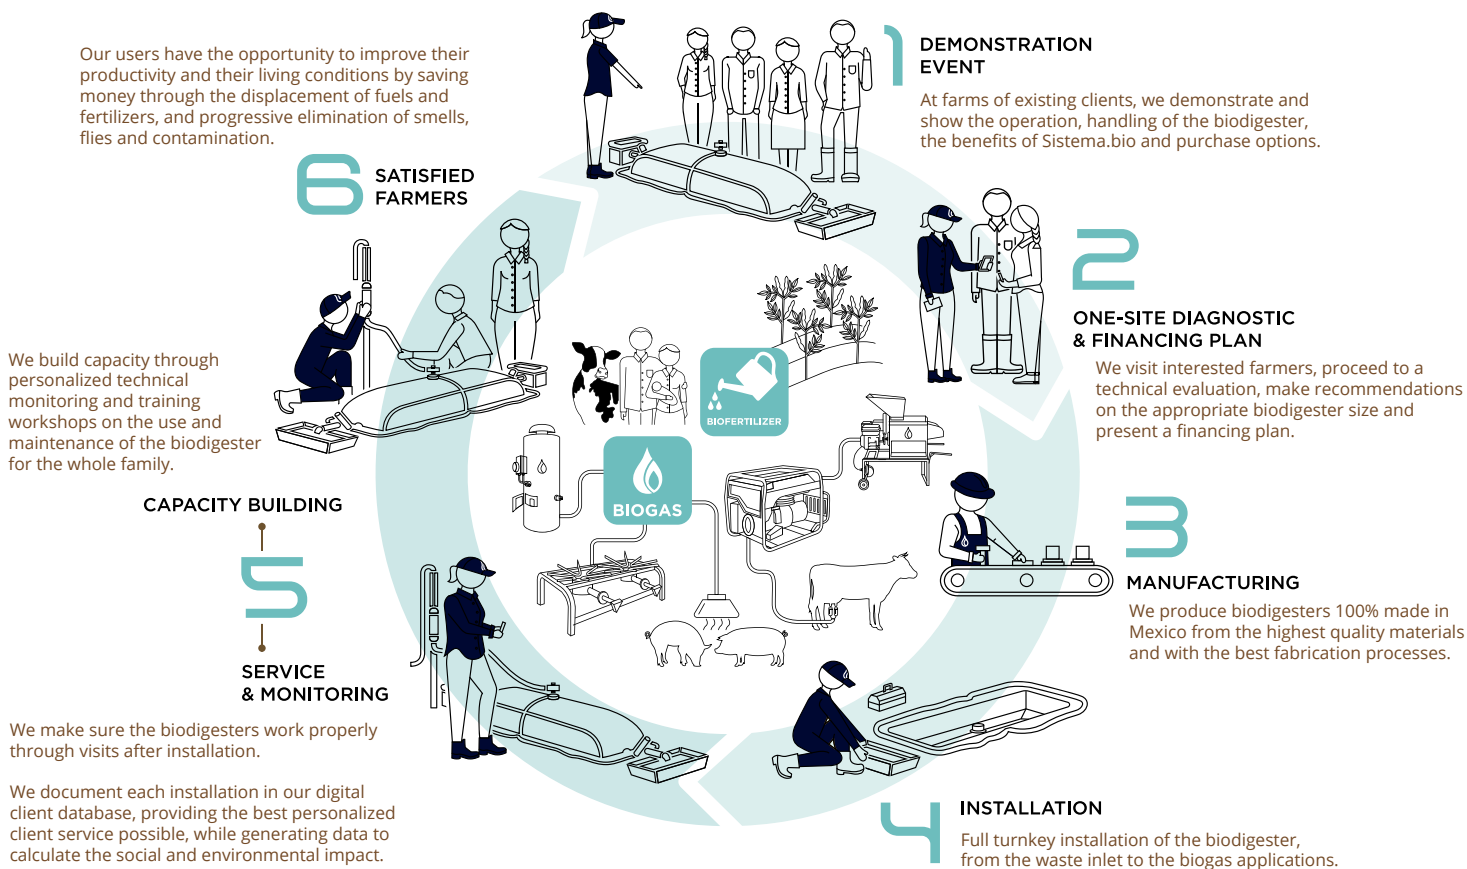 1
DEMONSTRATION
EVENT
At farms of existing clients, we demonstrate and
show the operation, handling of the biodigester,
the benefits of Sistema.bio and purchase options.
2
ONE-SITE DIAGNOSTIC
& FINANCING PLAN
We visit interested farmers, proceed to a
technical evaluation, make recommendations
on the appropriate biodigester size and
present a financing plan.
3
MANUFACTURING
We produce biodigesters 100% made in
Mexico from the highest quality materials
and with the best fabrication processes.
4
INSTALLATION
Full turnkey installation of the biodigester,
from the waste inlet to the biogas applications.
We build capacity through
personalized technical
monitoring and training
workshops on the use and
maintenance of the biodigester
for the whole family.
CAPACITY BUILDING
5
SERVICE
& MONITORING
We make sure the biodigesters work properly
through visits after installation.
We document each installation in our digital
client database, providing the best personalized
client service possible, while generating data to
calculate the social and environmental impact.
Our users have the opportunity to improve their
productivity and their living conditions by saving
money through the displacement of fuels and
fertilizers, and progressive elimination of smells,
flies and contamination.
6
SATISFIED
FARMERS
BIOFERTILIZER
BIOGAS